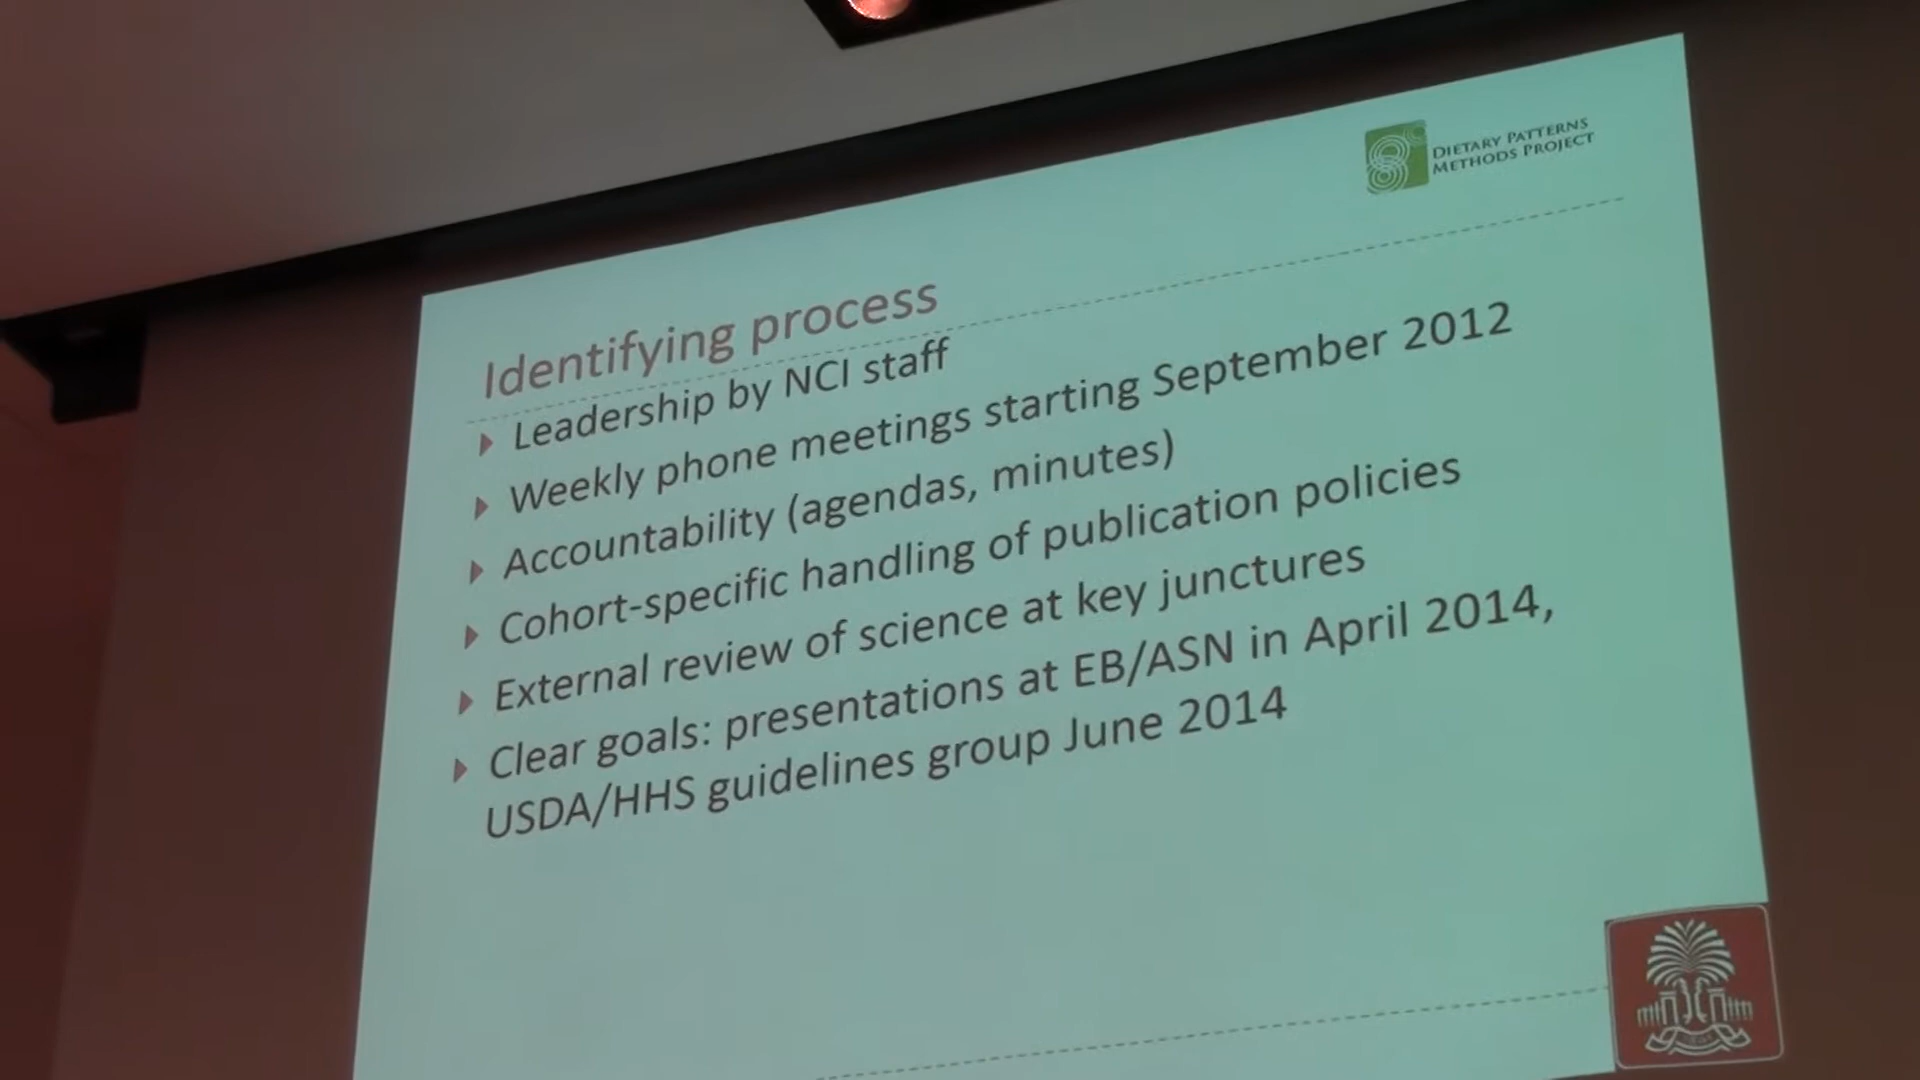 DIETARY PATTERNS
METHODS PROJECT
Identifying process
Leadership by NCI staff
Weekly phone meetings starting September 2012
Accountability (agendas, minutes)
Cohort-specific handling of publication policies
External review of science at key junctures
Clear goals: presentations at EB/ASN in April 2014,
USDA/HHS guidelines group June 2014